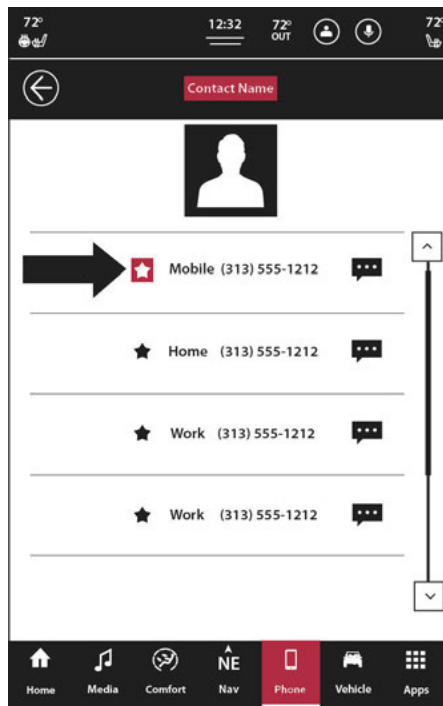 72°
12:32
72°
OUT
72°
Contact Name
Mobile (313) 555-1212
Home (313) 555-1212
Work (313) 555-1212
Work (313) 555-1212
NE
Home Media Comfort Nav Phone Vehicle Apps